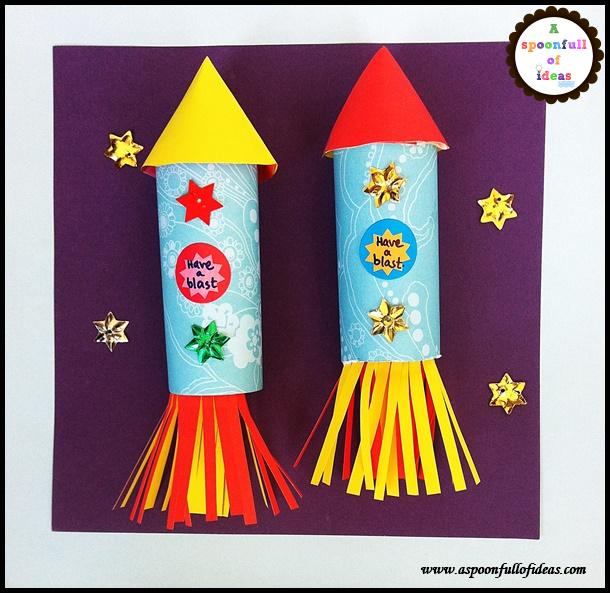 A
spoonfull
of
ideas
Have
a
blast
Have
a
blast
www.aspoonfullofideas.com